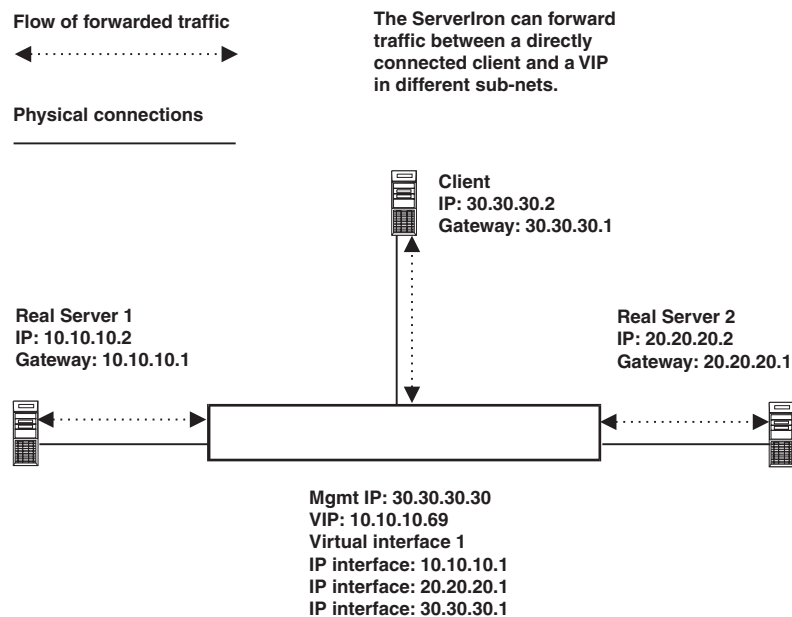 Flow of forwarded traffic
The ServerIron can forward
traffic between a directly
connected client and a VIP
in different sub-nets.
Physical connections
Client
IP: 30.30.30.2
Gateway: 30.30.30.1
Real Server 1
IP: 10.10.10.2
Gateway: 10.10.10.1
Real Server 2
IP: 20.20.20.2
Gateway: 20.20.20.1
Mgmt IP: 30.30.30.30
VIP: 10.10.10.69
Virtual interface 1
IP interface: 10.10.10.1
IP interface: 20.20.20.1
IP interface: 30.30.30.1